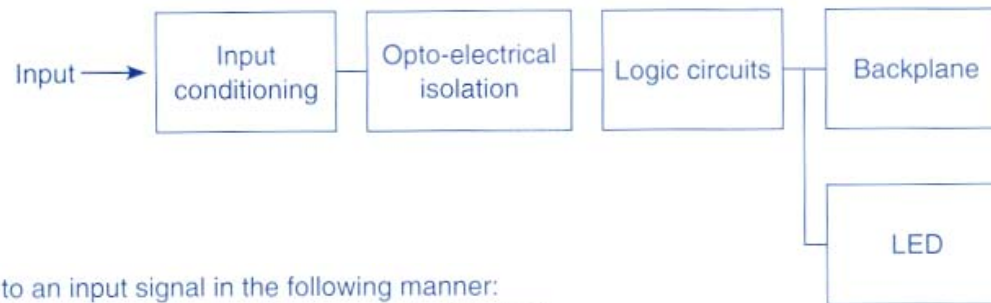 Input
Input
conditioning
Opto-electrical
isolation
Logic circuits
Backplane
LED
to an input signal in the following manner: